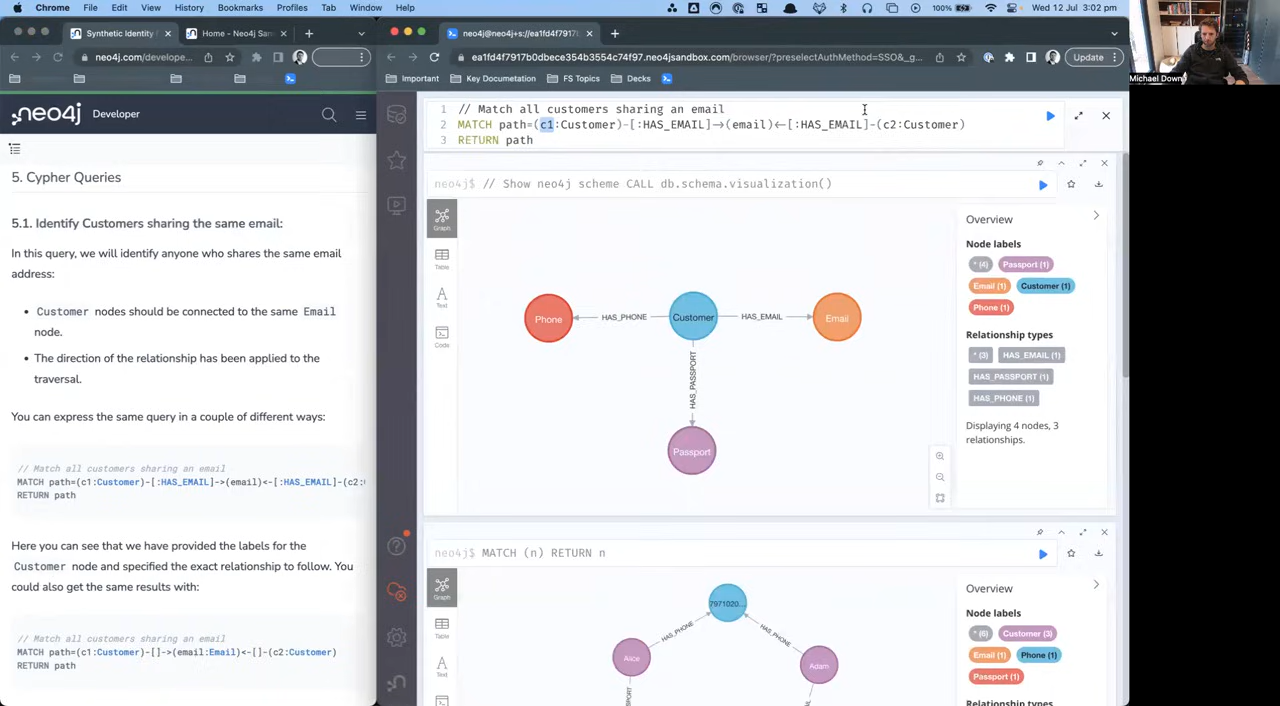 Chrome File Edit View History Bookmarks Profiles Tab Window Help 100% Wed 12 Jul 3:02 pm
Synthetic Identity
Home - Neo4j San
neo4j@neo4j+s://ea1fd4f7917
neo4j.com/develope...
ea1fd4f7917b0dbece354b3554c74f97.neo4jsandbox.com/browser/?preselectAuthMethod=SSO&_g...
Update
Important Key Documentation FS Topics Decks
Michael Down
neo4j Developer
5. Cypher Queries
5.1. Identify Customers sharing the same email:
In this query, we will identify anyone who shares the same email
address:
• Customer nodes should be connected to the same Email
node.
• The direction of the relationship has been applied to the
traversal.
You can express the same query in a couple of different ways:
// Match all customers sharing an email
MATCH path=(c1:Customer)-[:HAS_EMAIL]->(email)<-[:HAS_EMAIL]-(c2:
RETURN path
Here you can see that we have provided the labels for the
Customer node and specified the exact relationship to follow. You
could also get the same results with:
// Match all customers sharing an email
MATCH path=(c1:Customer)-[]->(email:Email)<-[]-(c2:Customer)
RETURN path
1 // Match all customers sharing an email
2 MATCH path=(c1:Customer)-[:HAS_EMAIL]->(email)<-[:HAS_EMAIL]-(c2:Customer)
3 RETURN path
neo4j$ // Show neo4j scheme CALL db.schema.visualization()
Graph
Table
Text
Code
Phone
HAS_PHONE
Customer
HAS_EMAIL
Email
HAS_PASSPORT
Passport
Overview
Node labels
* (4) Passport (1)
Email (1) Customer (1)
Phone (1)
Relationship types
* (3) HAS_EMAIL (1)
HAS_PASSPORT (1)
HAS_PHONE (1)
Displaying 4 nodes, 3
relationships.
neo4j$ MATCH (n) RETURN n
Graph
Table
Text
7971020...
HAS_PHONE
HAS_PHONE
Alice
Adam
Overview
Node labels
* (6) Customer (3)
Email (1) Phone (1)
Passport (1)
Relationship types